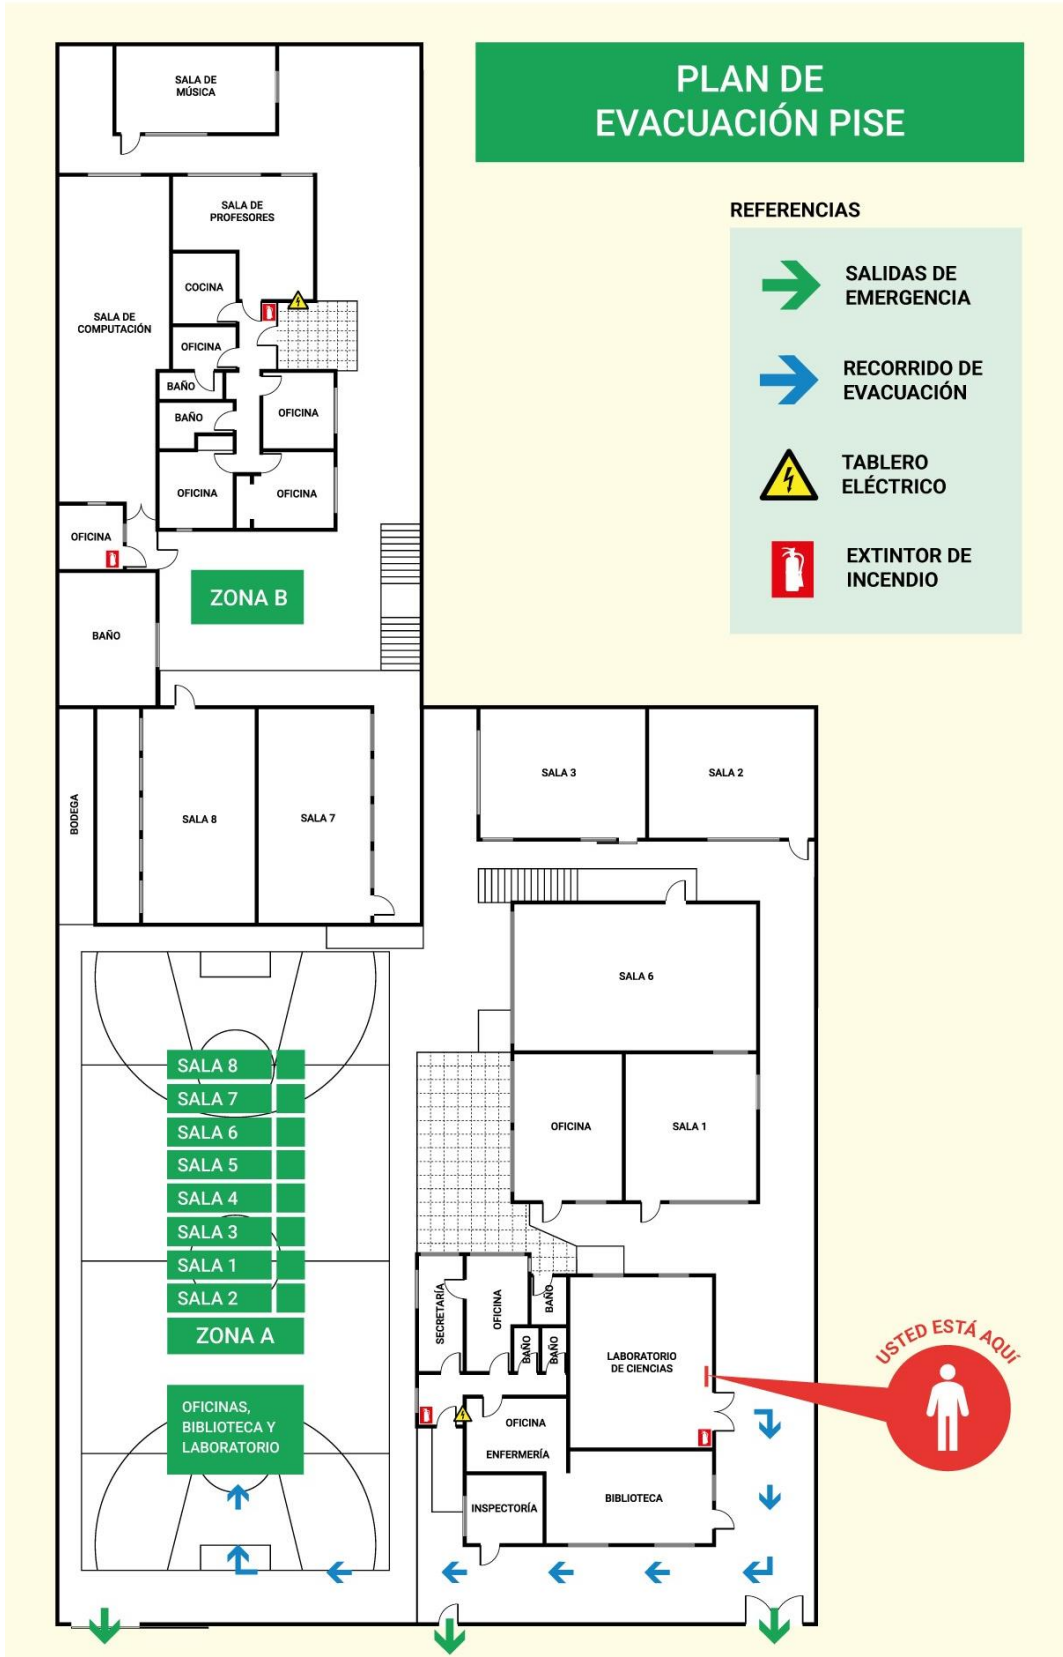 PLAN DE
EVACUACIÓN PISE
REFERENCIAS
SALIDAS DE
EMERGENCIA
RECORRIDO DE
EVACUACIÓN
TABLERO
ELÉCTRICO
EXTINTOR DE
INCENDIO
SALA DE
MÚSICA
SALA DE
PROFESORES
COCINA
SALA DE
COMPUTACIÓN
OFICINA
BAÑO
BAÑO
OFICINA
OFICINA
OFICINA
OFICINA
ZONA B
BAÑO
BODEGA
SALA 8
SALA 7
SALA 3
SALA 2
SALA 6
OFICINA
SALA 1
SALA 8
SALA 7
SALA 6
SALA 5
SALA 4
SALA 3
SALA 1
SALA 2
ZONA A
OFICINAS,
BIBLIOTECA Y
LABORATORIO
SECRETARÍA
OFICINA
BAÑO
BAÑO
BAÑO
LABORATORIO
DE CIENCIAS
USTED ESTÁ AQUÍ
OFICINA
ENFERMERÍA
INSPECTORÍA
BIBLIOTECA